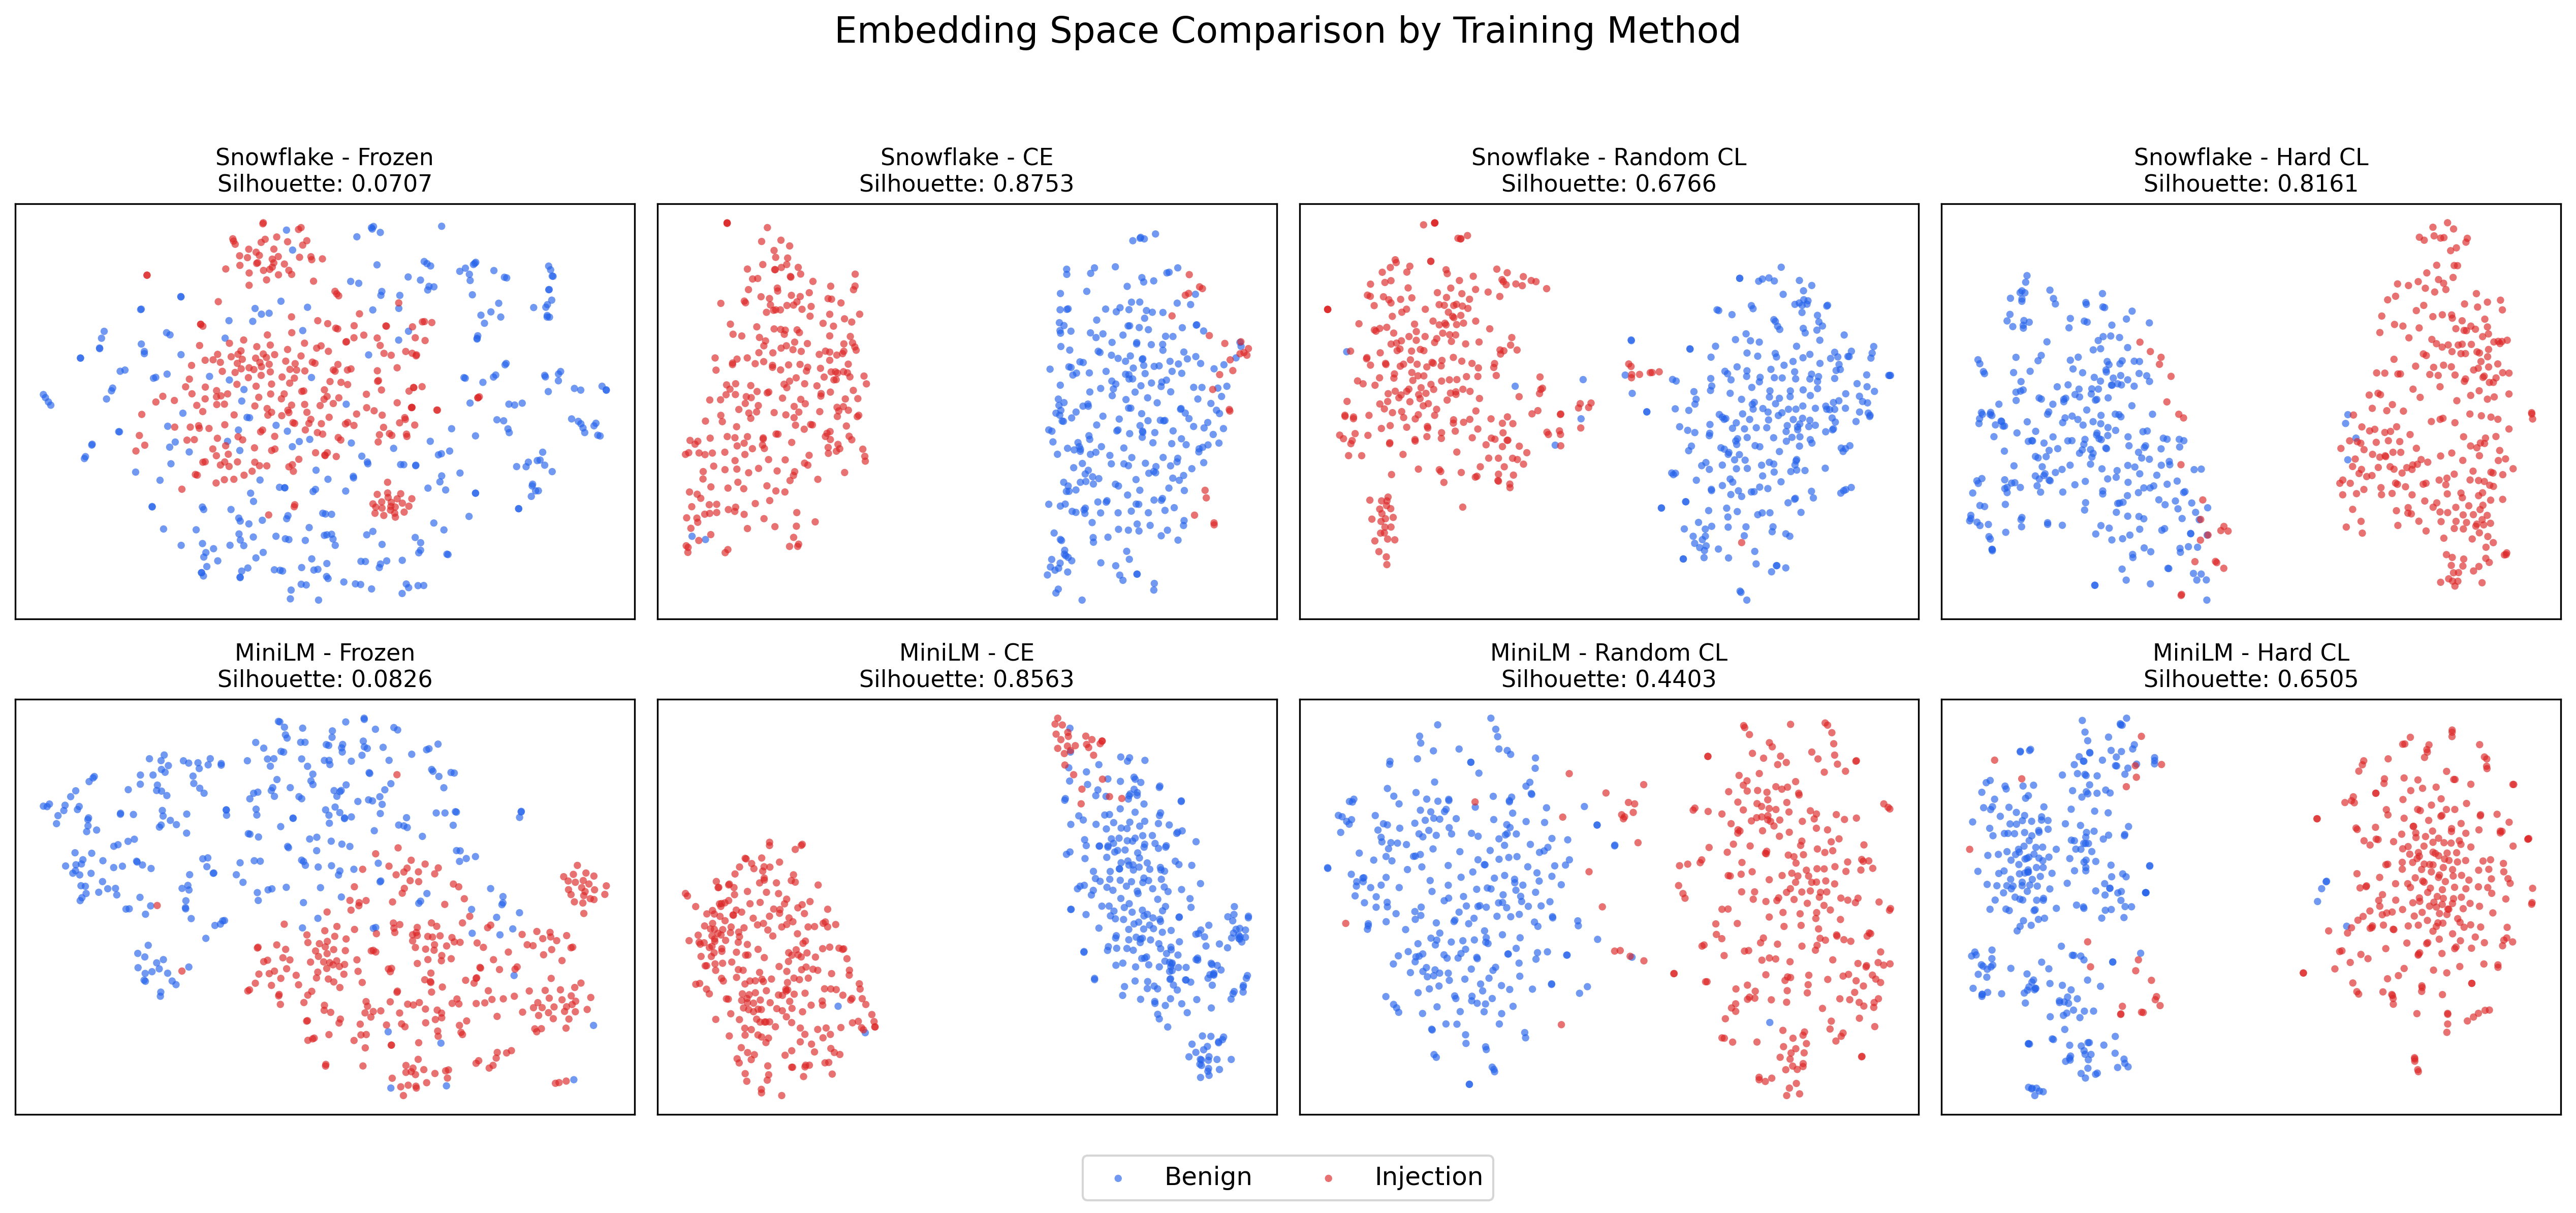 Embedding Space Comparison by Training Method
Snowflake - Frozen
Silhouette: 0.0707
Snowflake - CE
Silhouette: 0.8753
Snowflake - Random CL
Silhouette: 0.6766
Snowflake - Hard CL
Silhouette: 0.8161
MiniLM - Frozen
Silhouette: 0.0826
MiniLM - CE
Silhouette: 0.8563
MiniLM - Random CL
Silhouette: 0.4403
MiniLM - Hard CL
Silhouette: 0.6505
Benign
Injection